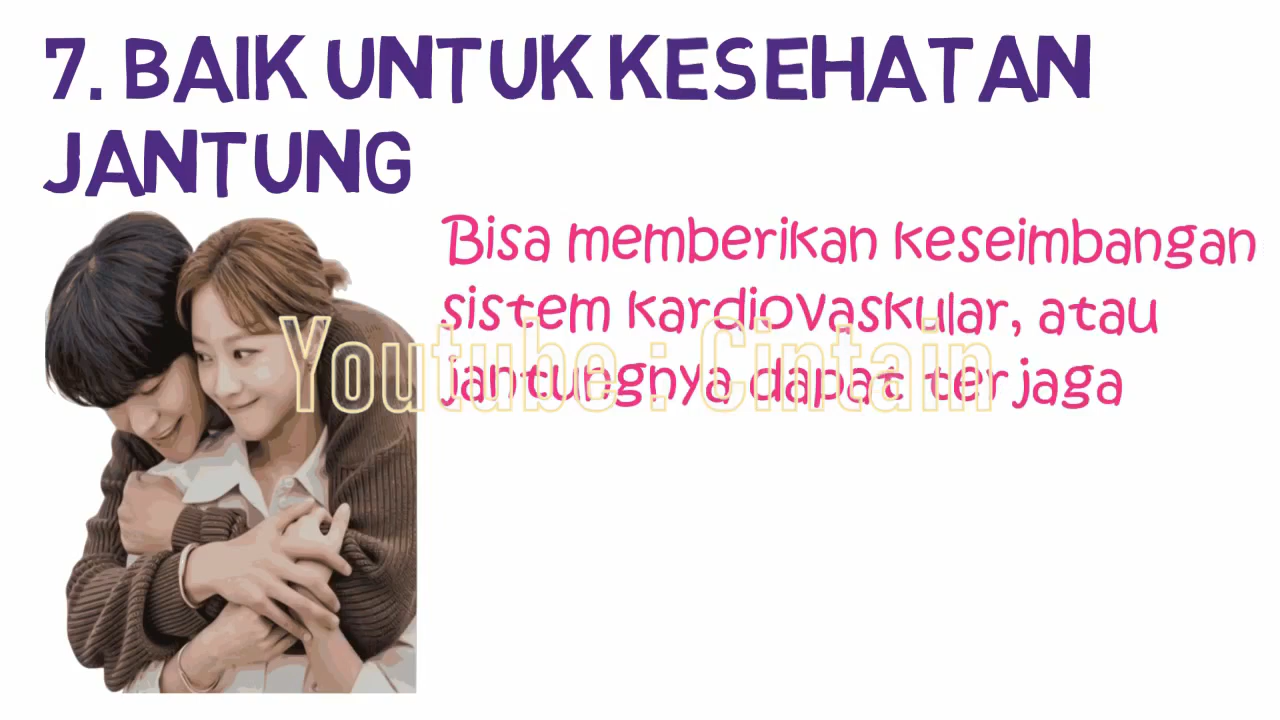 7. BAIK UNTUK KESEHATAN
JANTUNG
Bisa memberikan keseimbangan
sistem kardiovaskular, atau
jantungnya dapat terjaga
Youtube : Cintain